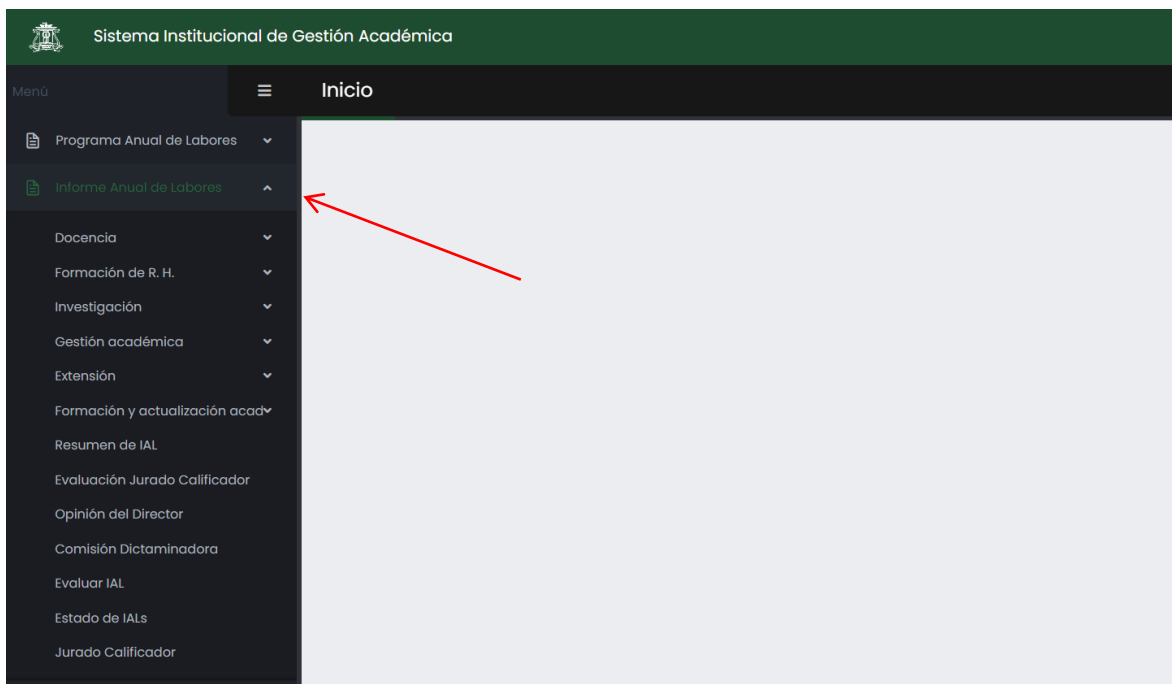 Sistema Institucional de Gestión Académica
Menú
Inicio
Programa Anual de Labores
Informe Anual de Labores
Docencia
Formación de R. H.
Investigación
Gestión académica
Extensión
Formación y actualización acad
Resumen de IAL
Evaluación Jurado Calificador
Opinión del Director
Comisión Dictaminadora
Evaluar IAL
Estado de IALs
Jurado Calificador